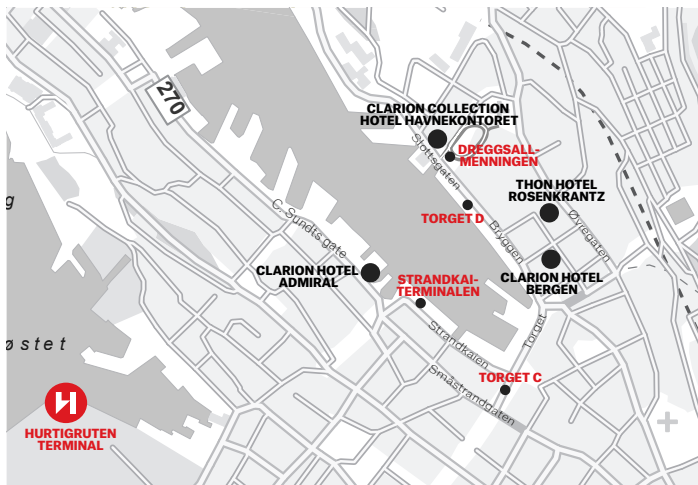 270
CLARION COLLECTION
HOTEL HAVNEKONTORET
DREGGSALL-
MENNINGEN
Slottsgaten
THON HOTEL
ROSENKRANTZ
g
C. Sundts gate
TORGET D
Bryggen
Øvregaten
CLARION HOTEL
ADMIRAL
STRANDKAI-
TERMINALEN
CLARION HOTEL
BERGEN
østet
Strandkaien
Torget
Småstrandgaten
TORGET C
H
HURTIGRUTEN
TERMINAL